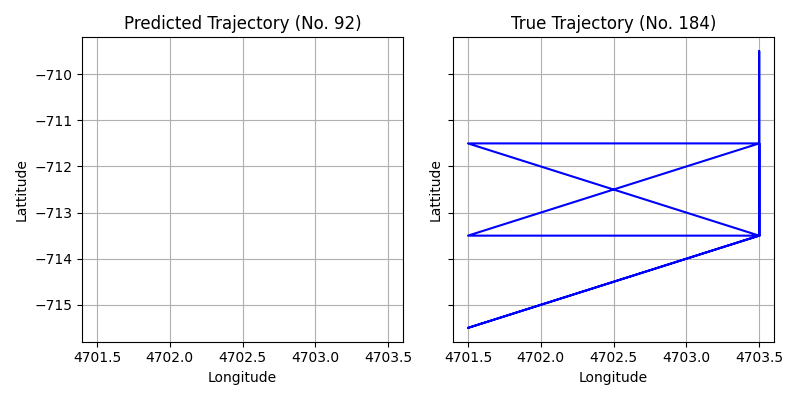 Predicted Trajectory (No. 92)
True Trajectory (No. 184)
Lattitude
−710
−711
−712
−713
−714
−715
4701.5 4702.0 4702.5 4703.0 4703.5
Longitude
Lattitude
4701.5 4702.0 4702.5 4703.0 4703.5
Longitude